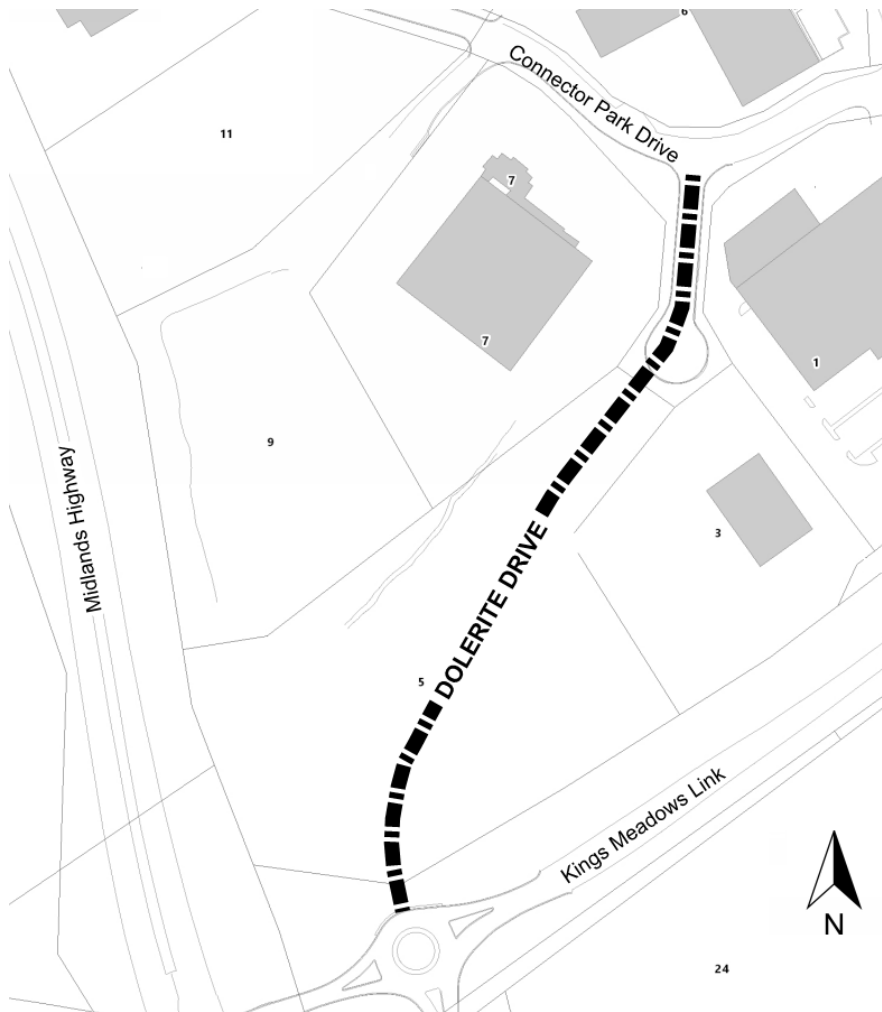 6
Connector Park Drive
11
7
7
1
9
Midlands Highway
3
DOLERITE DRIVE
5
Kings Meadows Link
N
24